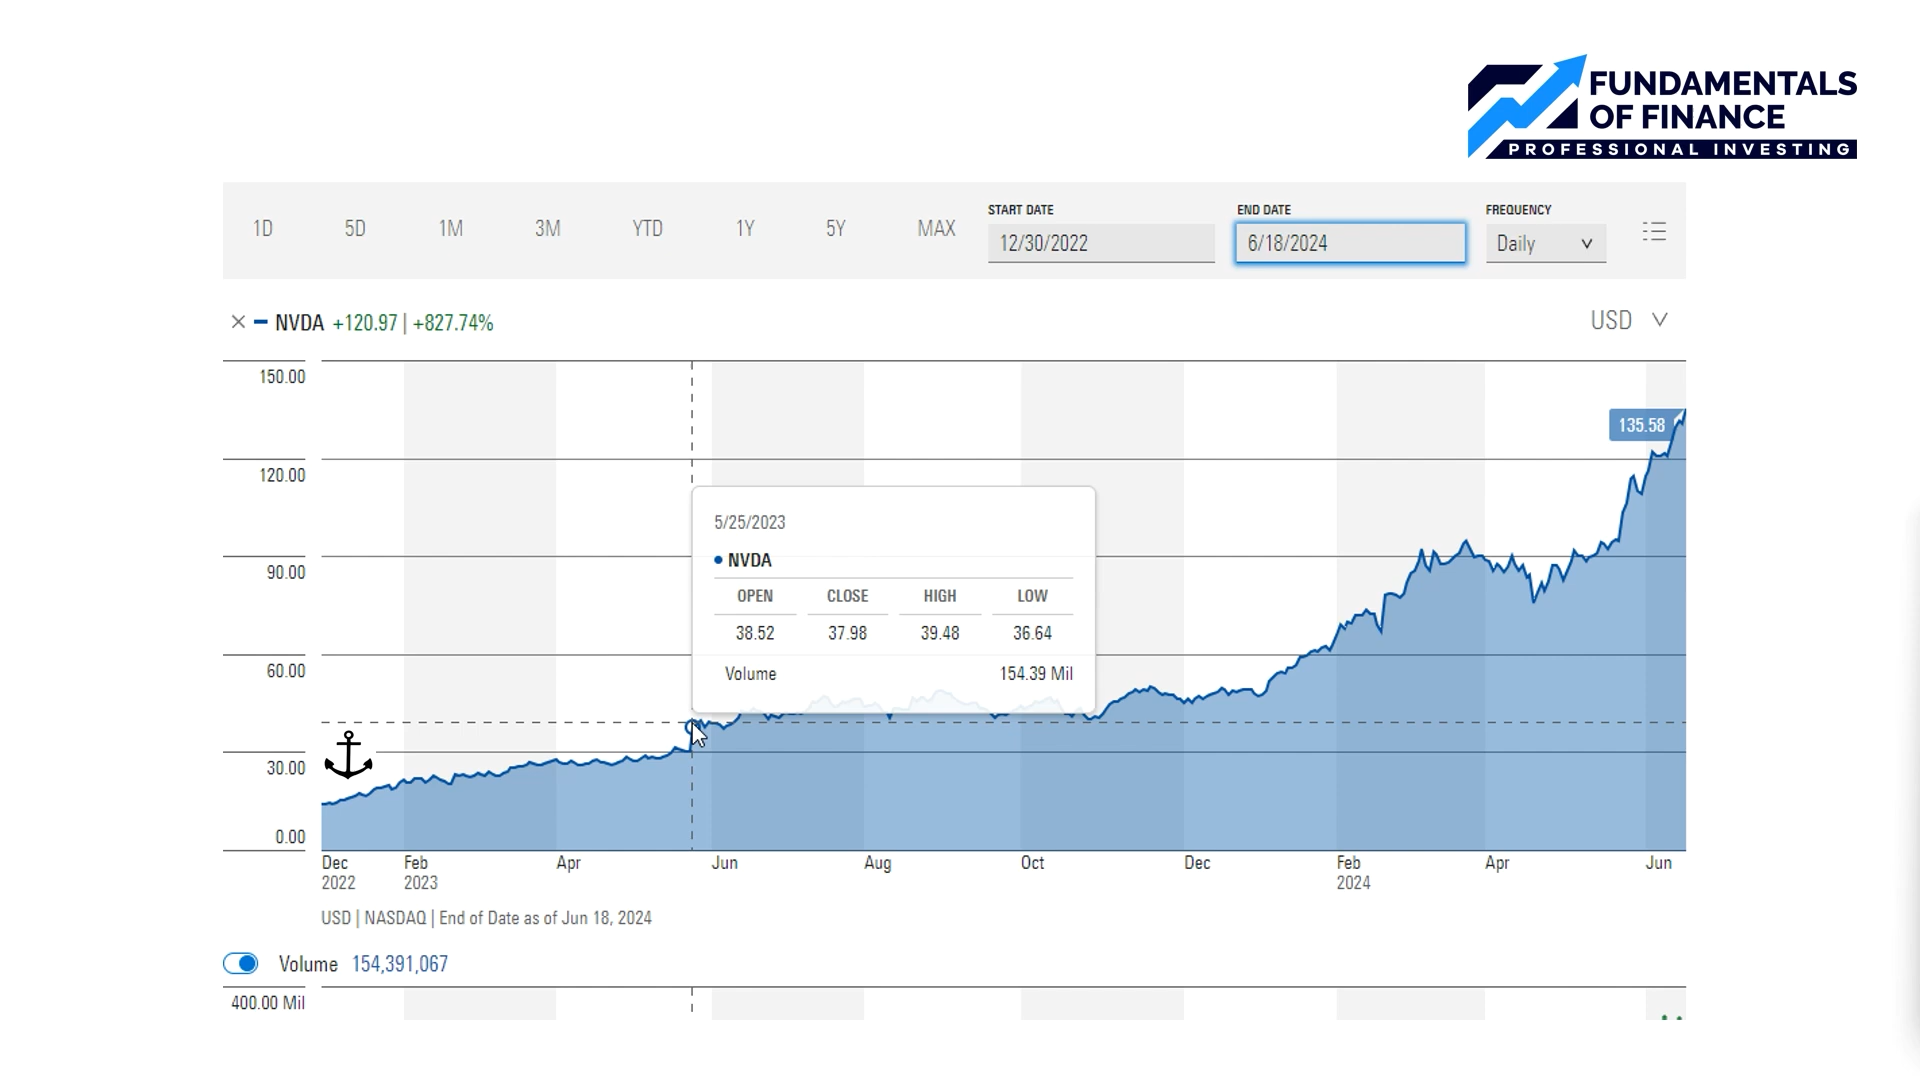 FUNDAMENTALS
OF FINANCE
PROFESSIONAL INVESTING
1D 5D 1M 3M YTD 1Y 5Y MAX
START DATE END DATE FREQUENCY
12/30/2022 6/18/2024 Daily
NVDA +120.97 | +827.74%
USD
150.00
135.58
120.00
5/25/2023
NVDA
90.00
OPEN CLOSE HIGH LOW
38.52 37.98 39.48 36.64
60.00
Volume 154.39 Mil
30.00
0.00
Dec Feb Apr Jun Aug Oct Dec Feb Apr Jun
2022 2023 2024
USD | NASDAQ | End of Date as of Jun 18, 2024
Volume 154,391,067
400.00 Mil